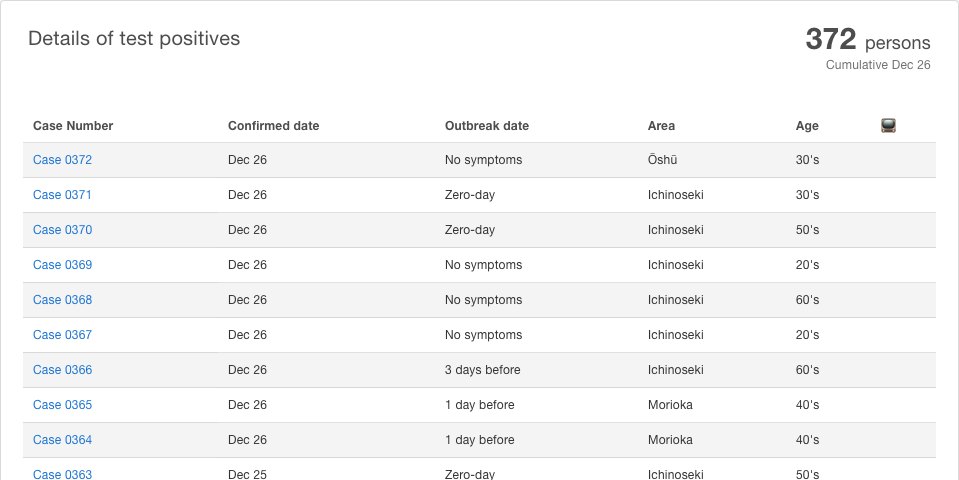 Details of test positives
372 persons
Cumulative Dec 26
Case Number Confirmed date Outbreak date Area Age
Case 0372 Dec 26 No symptoms Ōshū 30's
Case 0371 Dec 26 Zero-day Ichinoseki 30's
Case 0370 Dec 26 Zero-day Ichinoseki 50's
Case 0369 Dec 26 No symptoms Ichinoseki 20's
Case 0368 Dec 26 No symptoms Ichinoseki 60's
Case 0367 Dec 26 No symptoms Ichinoseki 20's
Case 0366 Dec 26 3 days before Ichinoseki 60's
Case 0365 Dec 26 1 day before Morioka 40's
Case 0364 Dec 26 1 day before Morioka 40's
Case 0363 Dec 25 Zero-day Ichinoseki 50's